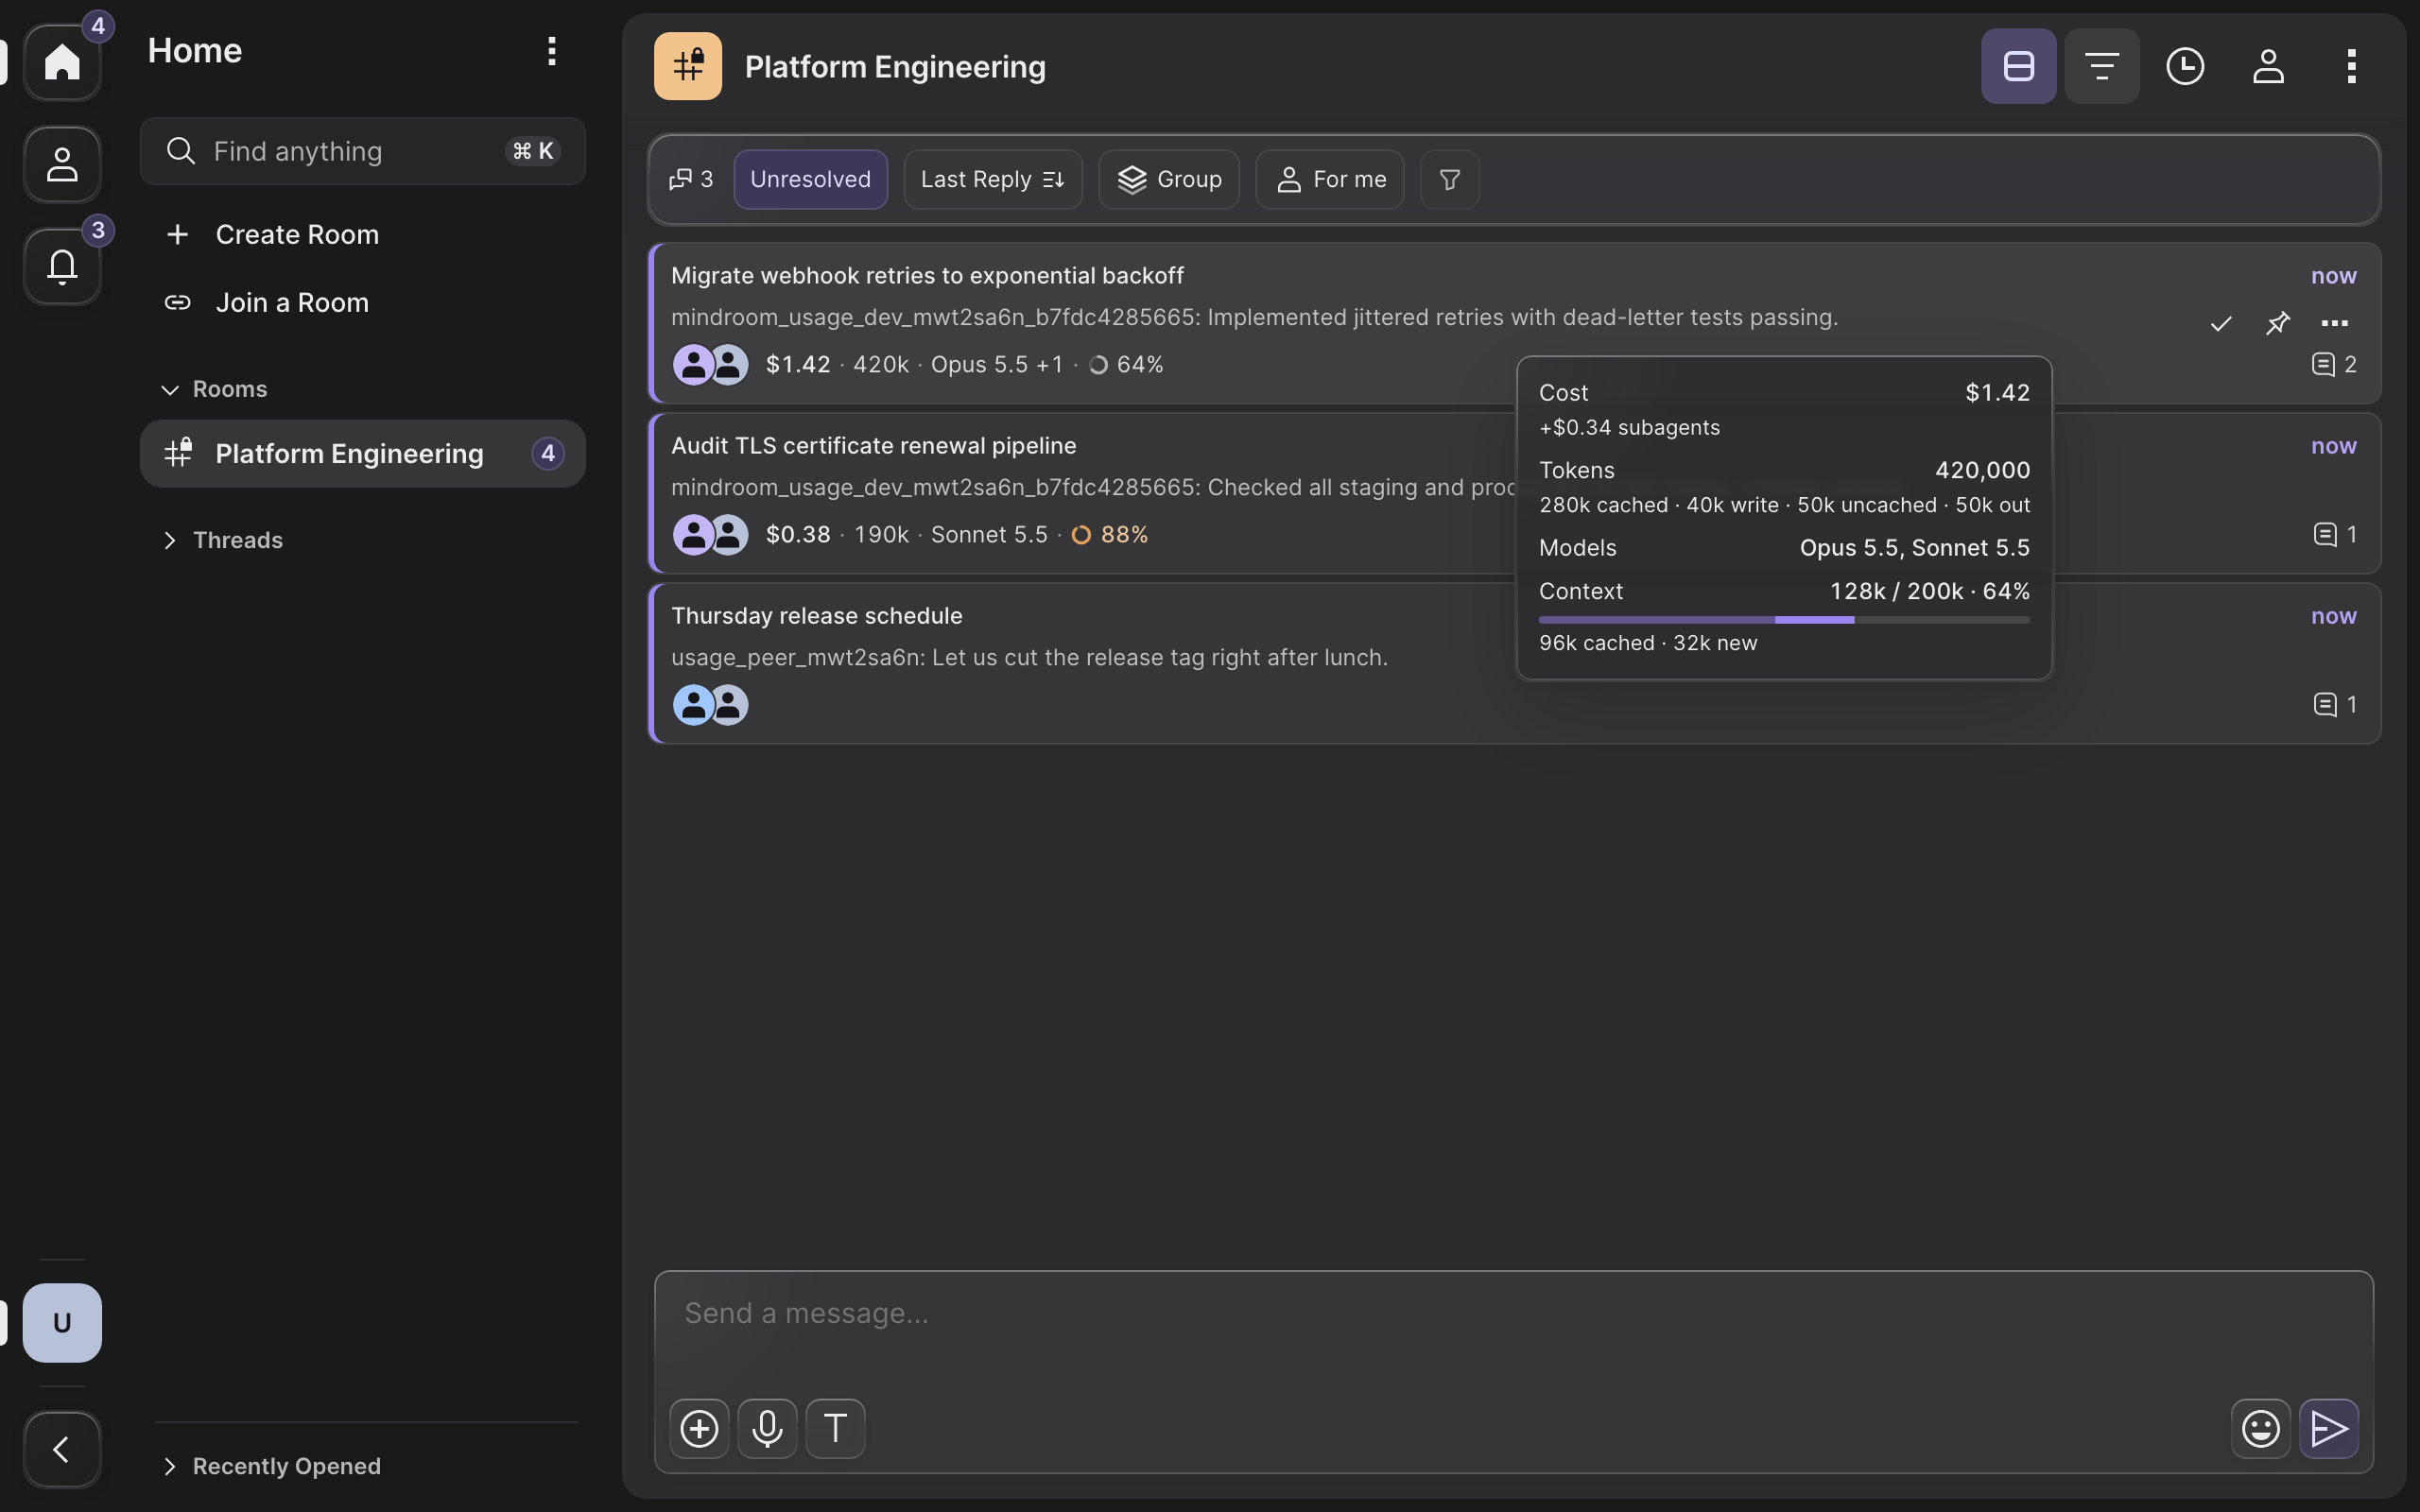 4
Home
Find anything
⌘ K
3
Create Room
Join a Room
Rooms
Platform Engineering 4
Threads
U
Recently Opened
Platform Engineering
3 Unresolved Last Reply Group For me
Migrate webhook retries to exponential backoff now
mindroom_usage_dev_mwt2sa6n_b7fdc4285665: Implemented jittered retries with dead-letter tests passing.
$1.42 · 420k · Opus 5.5 +1 · 64% 2
Audit TLS certificate renewal pipeline now
mindroom_usage_dev_mwt2sa6n_b7fdc4285665: Checked all staging and
$0.38 · 190k · Sonnet 5.5 · 88% 1
Thursday release schedule now
usage_peer_mwt2sa6n: Let us cut the release tag right after lunch.
1
Cost $1.42
+$0.34 subagents
Tokens 420,000
280k cached · 40k write · 50k uncached · 50k out
Models Opus 5.5, Sonnet 5.5
Context 128k / 200k · 64%
96k cached · 32k new
Send a message...